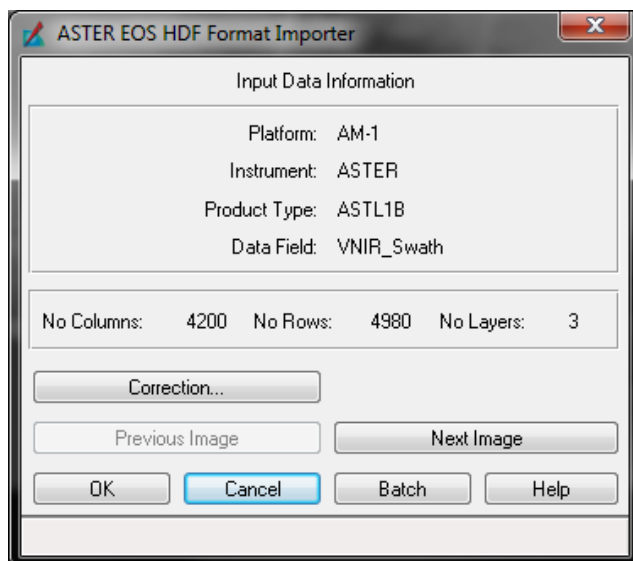 ASTER EOS HDF Format Importer
Input Data Information
Platform: AM-1
Instrument: ASTER
Product Type: ASTL1B
Data Field: VNIR_Swath
No Columns: 4200 No Rows: 4980 No Layers: 3
Correction...
Previous Image Next Image
OK Cancel Batch Help